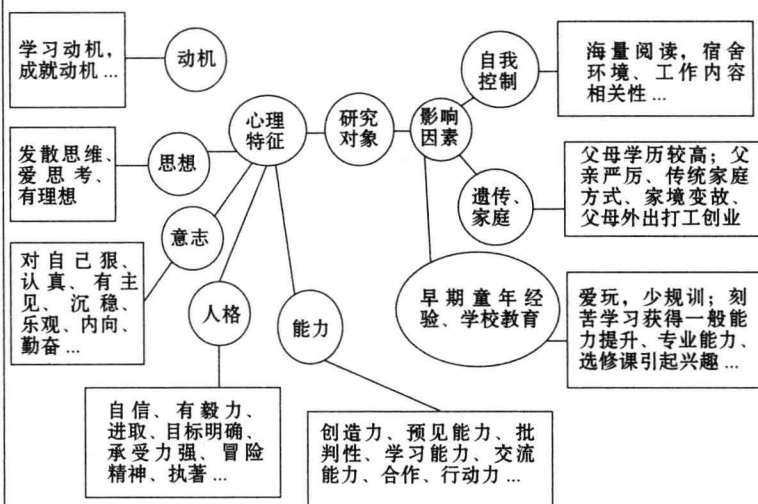 学习动机，
成就动机…
动机
自我
控制
海量阅读，宿舍
环境、工作内容
相关性…
心理
特征
研究
对象
影响
因素
发散思维、
爱思考、
有理想
思想
遗传、
家庭
父母学历较高；父
亲严厉、传统家庭
方式、家境变故、
父母外出打工创业
意志
对自己狠、
认真、有主
见、沉稳、
乐观、内向、
勤奋…
人格
能力
早期童年经
验、学校教育
爱玩，少规训；刻
苦学习获得一般能
力提升、专业能力、
选修课引起兴趣…
自信、有毅力、
进取、目标明确、
承受力强、冒险
精神、执著…
创造力、预见能力、批
判性、学习能力、交流
能力、合作、行动力…